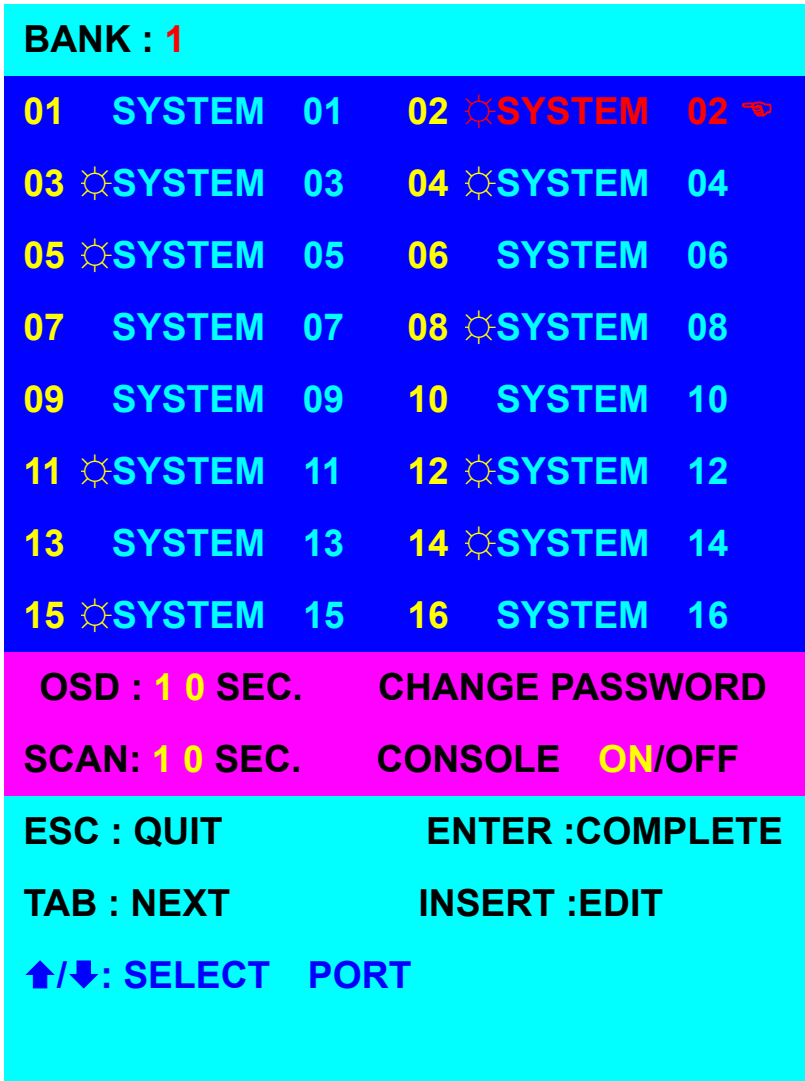 BANK : 1
01 SYSTEM 01 02 ☼SYSTEM 02 ☜
03 ☼SYSTEM 03 04 ☼SYSTEM 04
05 ☼SYSTEM 05 06 SYSTEM 06
07 SYSTEM 07 08 ☼SYSTEM 08
09 SYSTEM 09 10 SYSTEM 10
11 ☼SYSTEM 11 12 ☼SYSTEM 12
13 SYSTEM 13 14 ☼SYSTEM 14
15 ☼SYSTEM 15 16 SYSTEM 16
OSD : 1 0 SEC. CHANGE PASSWORD
SCAN: 1 0 SEC. CONSOLE ON/OFF
ESC : QUIT ENTER :COMPLETE
TAB : NEXT INSERT :EDIT
🡅/🡇: SELECT PORT